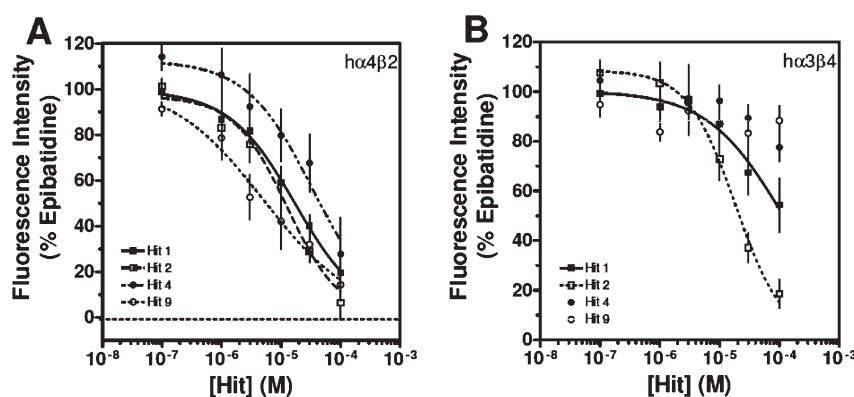 A
hα4β2
Fluorescence Intensity
(% Epibatidine)
120
100
80
60
40
20
0
Hit 1
Hit 2
Hit 4
Hit 9
10-8
10-7
10-6
10-5
10-4
10-3
[Hit] (M)
B
hα3β4
Fluorescence Intensity
(% Epibatidine)
120
100
80
60
40
20
0
Hit 1
Hit 2
Hit 4
Hit 9
10-8
10-7
10-6
10-5
10-4
10-3
[Hit] (M)